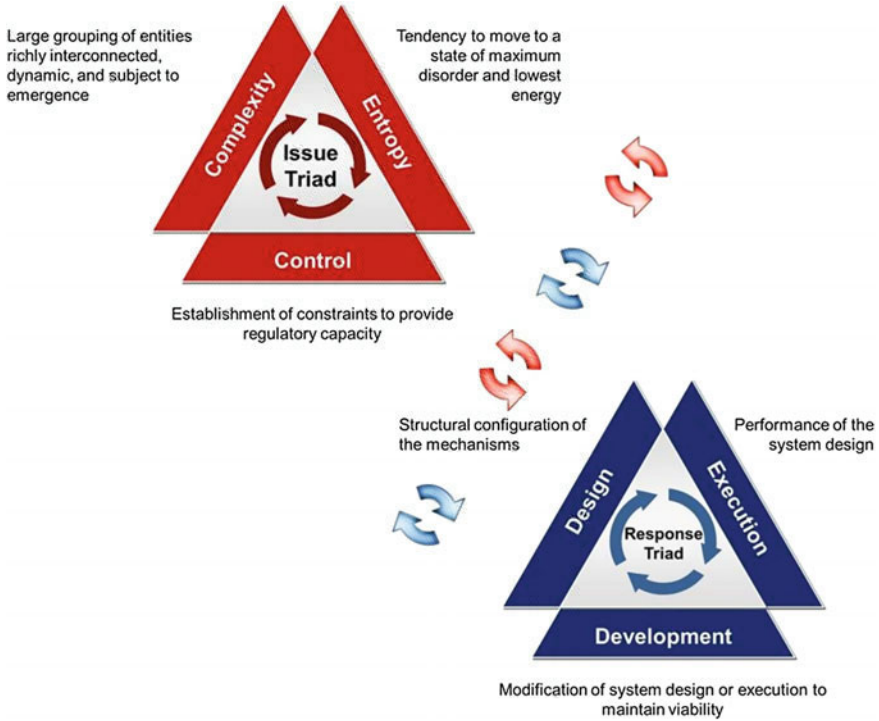 Large grouping of entities
richly interconnected,
dynamic, and subject to
emergence
Tendency to move to a
state of maximum
disorder and lowest
energy
Complexity
Entropy
Issue
Triad
Control
Establishment of constraints to provide
regulatory capacity
Structural configuration of
the mechanisms
Performance of the
system design
Design
Execution
Response
Triad
Development
Modification of system design or execution to
maintain viability